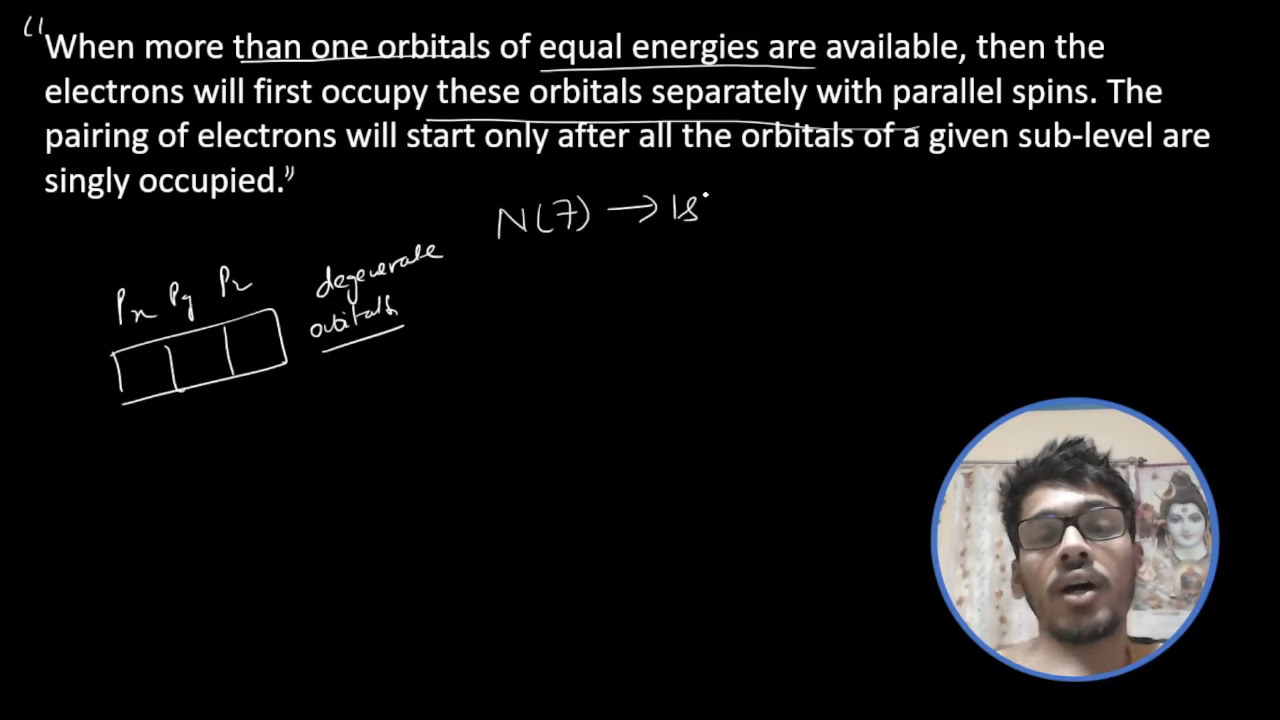 “When more than one orbitals of equal energies are available, then the
electrons will first occupy these orbitals separately with parallel spins. The
pairing of electrons will start only after all the orbitals of a given sub-level are
singly occupied.”
N(7) → 1s
Px Py Pz
degenerate
orbitals